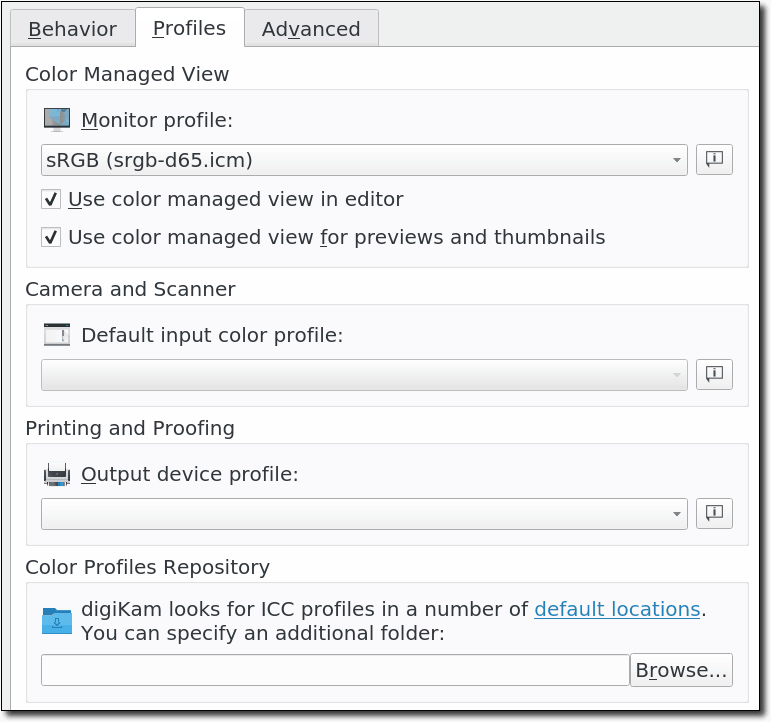 Behavior
Profiles
Advanced
Color Managed View
Monitor profile:
sRGB (srgb-d65.icm)
Use color managed view in editor
Use color managed view for previews and thumbnails
Camera and Scanner
Default input color profile:
Printing and Proofing
Output device profile:
Color Profiles Repository
digiKam looks for ICC profiles in a number of default locations.
You can specify an additional folder:
Browse...